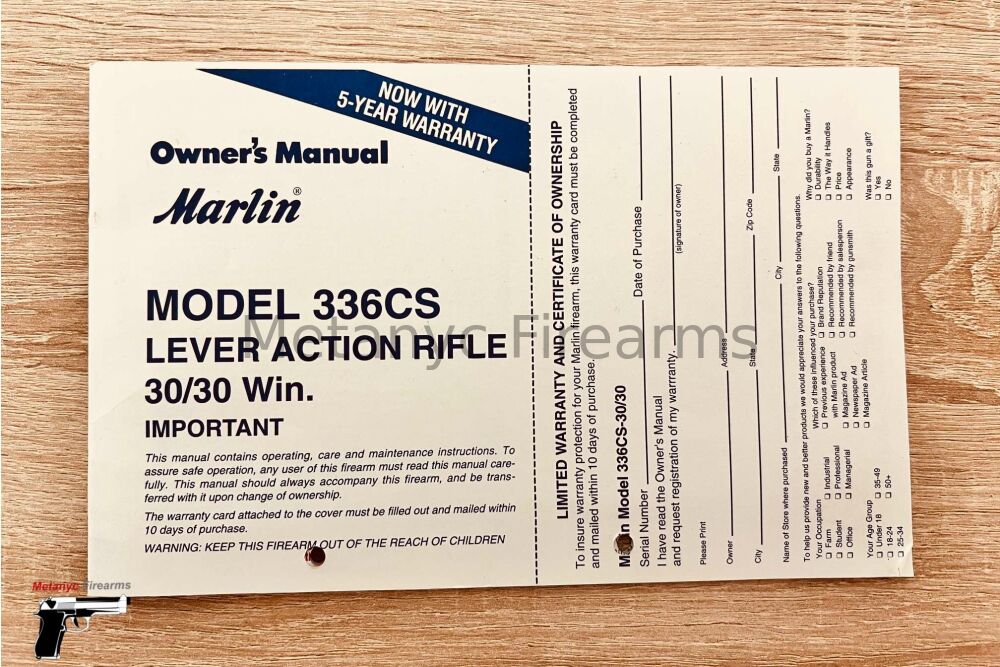 NOW WITH
5-YEAR WARRANTY
Owner's Manual
Marlin®
MODEL 336CS
LEVER ACTION RIFLE
30/30 Win.
IMPORTANT
This manual contains operating, care and maintenance instructions. To
assure safe operation, any user of this firearm must read this manual care-
fully. This manual should always accompany this firearm, and be trans-
ferred with it upon change of ownership.
The warranty card attached to the cover must be filled out and mailed within
10 days of purchase.
WARNING: KEEP THIS FIREARM OUT OF THE REACH OF CHILDREN
LIMITED WARRANTY AND CERTIFICATE OF OWNERSHIP
To insure warranty protection for your Marlin firearm, this warranty card must be completed
and mailed within 10 days of purchase.
Model 336CS-30/30
Serial Number Date of Purchase
I have read the Owner's Manual
and request registration of my warrranty.
(signature of owner)
Please Print
Owner Address
City State Zip Code
Name of Store where purchased City State
To help us provide new and better products we would appreciate your answers to the following questions.
Your Occupation
Farm Industrial
Student Professional
Office Managerial
Your Age Group
Under 18 35-49
18-24 50+
25-34
Which of these influenced your purchase?
Previous experience Brand Reputation
with Marlin product Recommended by friend
Magazine Ad Recommended by salesperson
Newspaper Ad Recommended by gunsmith
Magazine Article
Why did you buy a Marlin?
Durability
The Way it Handles
Price
Appearance
Was this gun a gift?
Yes
No
Metanyc Firearms
Metanyc Firearms